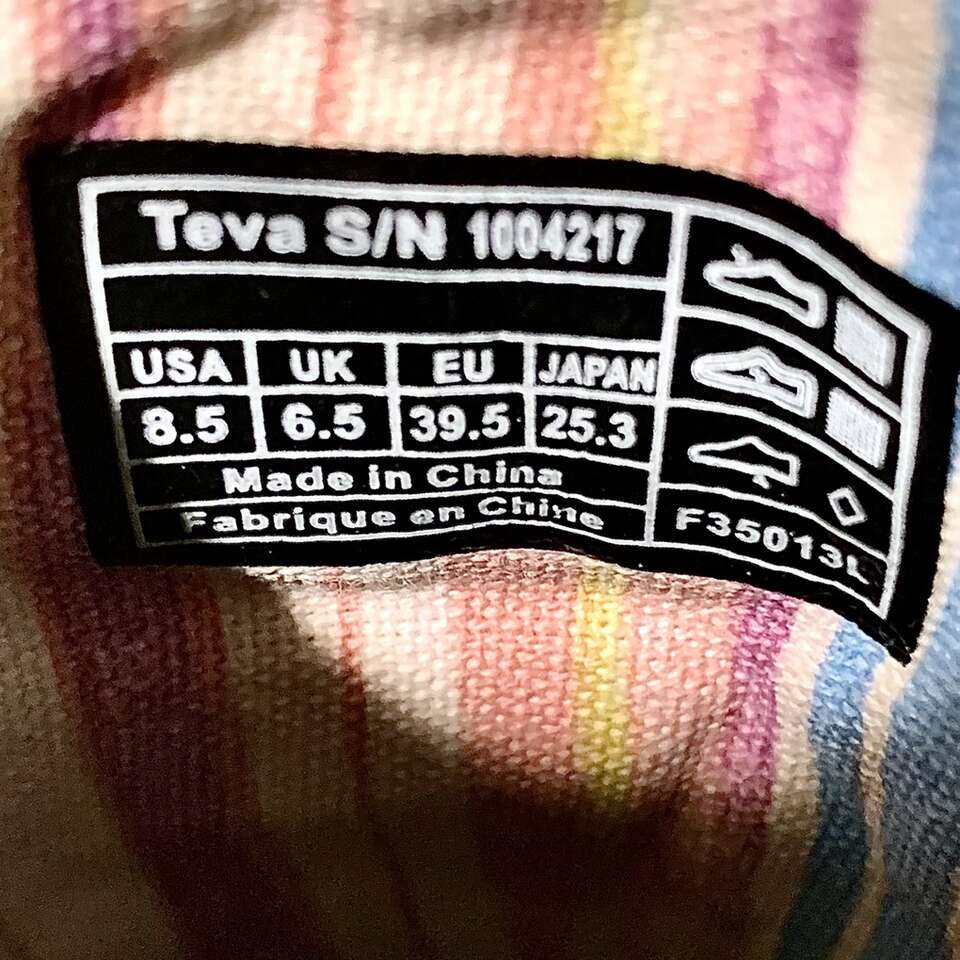 Teva S/N 1004217
USA UK EU JAPAN
8.5 6.5 39.5 25.3
Made in China
Fabrique en Chine
F35013L